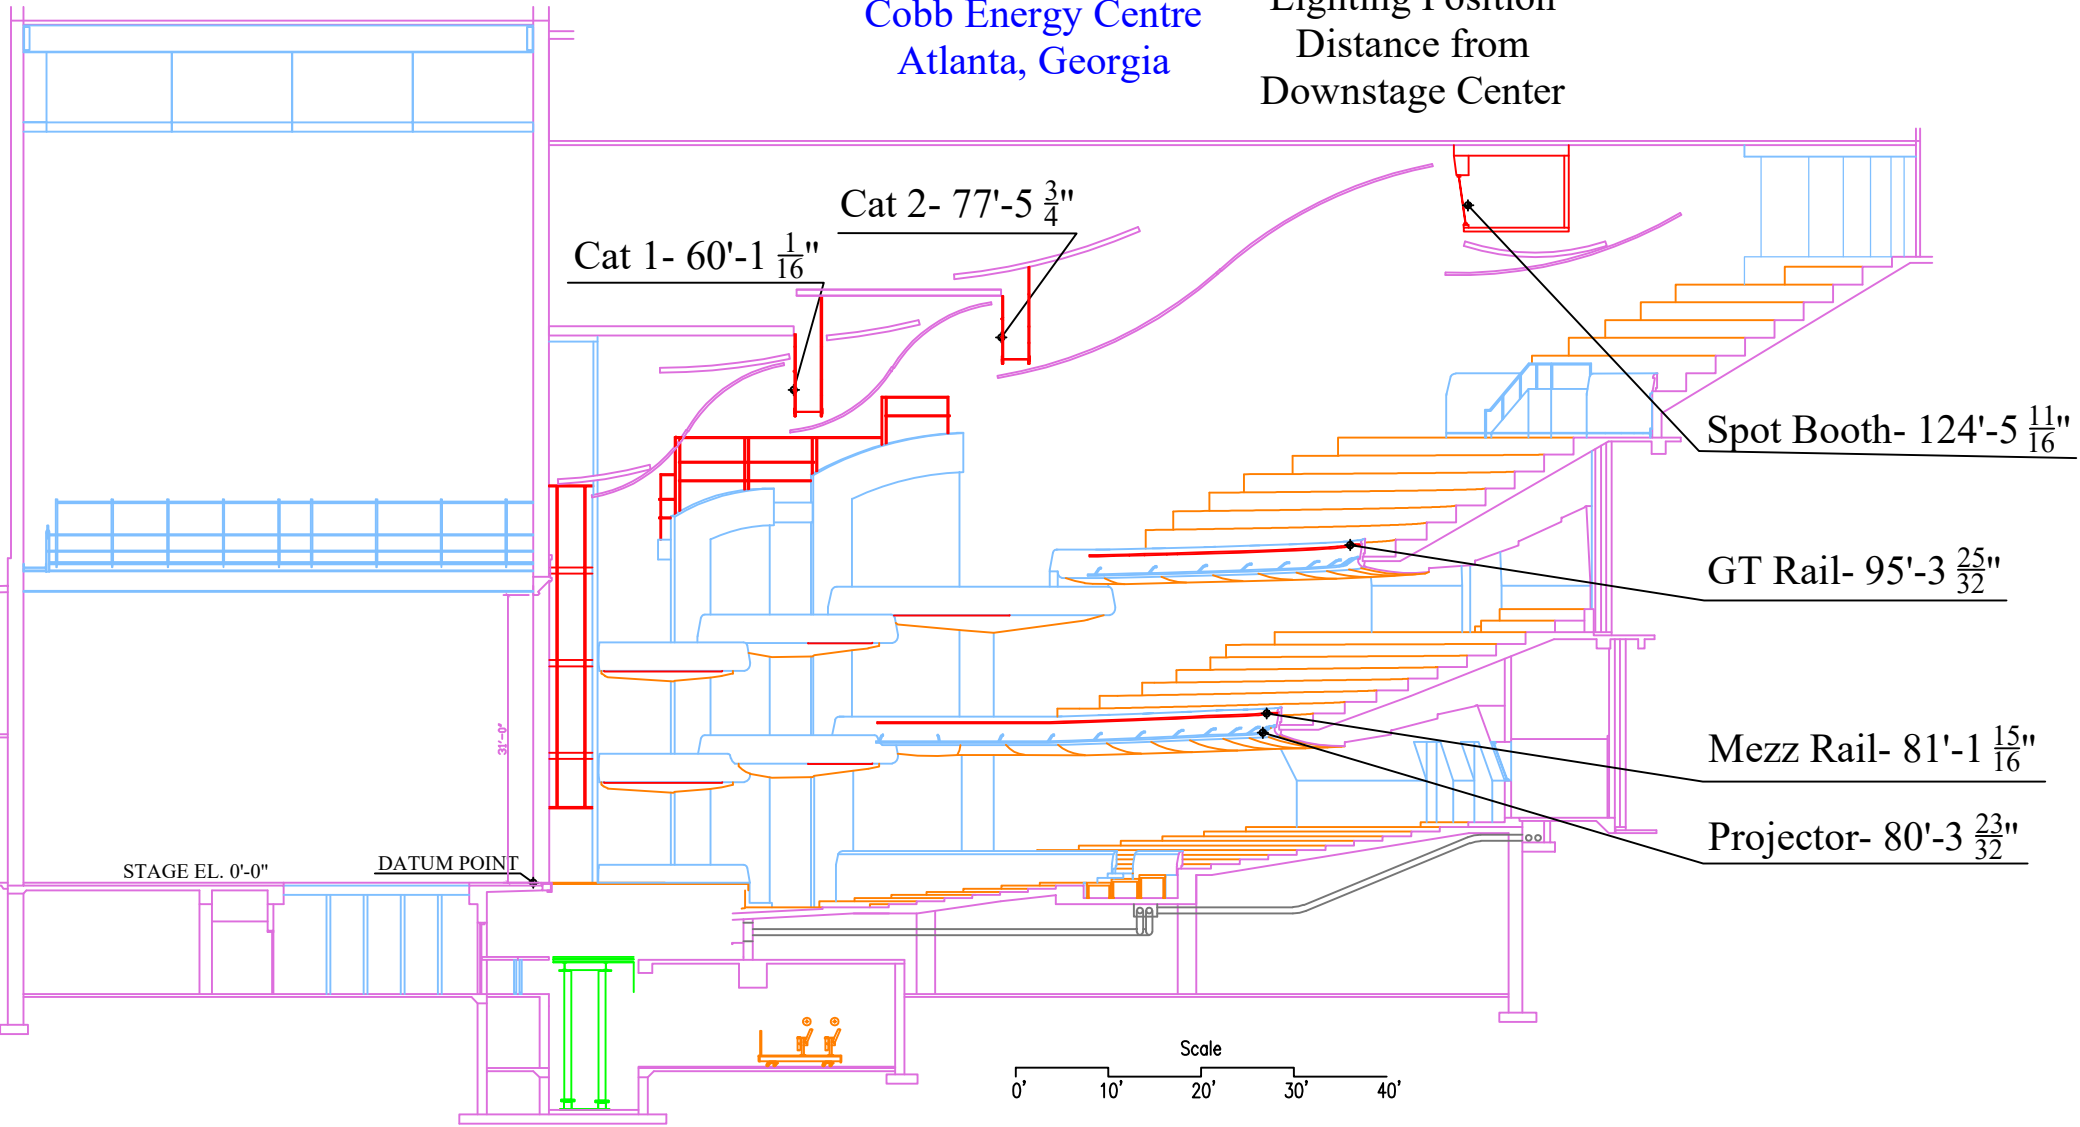 Cobb Energy Centre
Atlanta, Georgia
Lighting Position
Distance from
Downstage Center
Cat 2- 77'-5 3/4"
Cat 1- 60'-1 1/16"
Spot Booth- 124'-5 11/16"
GT Rail- 95'-3 25/32"
Mezz Rail- 81'-1 15/16"
Projector- 80'-3 23/32"
31'-0"
STAGE EL. 0'-0"
DATUM POINT
Scale
0' 10' 20' 30' 40'